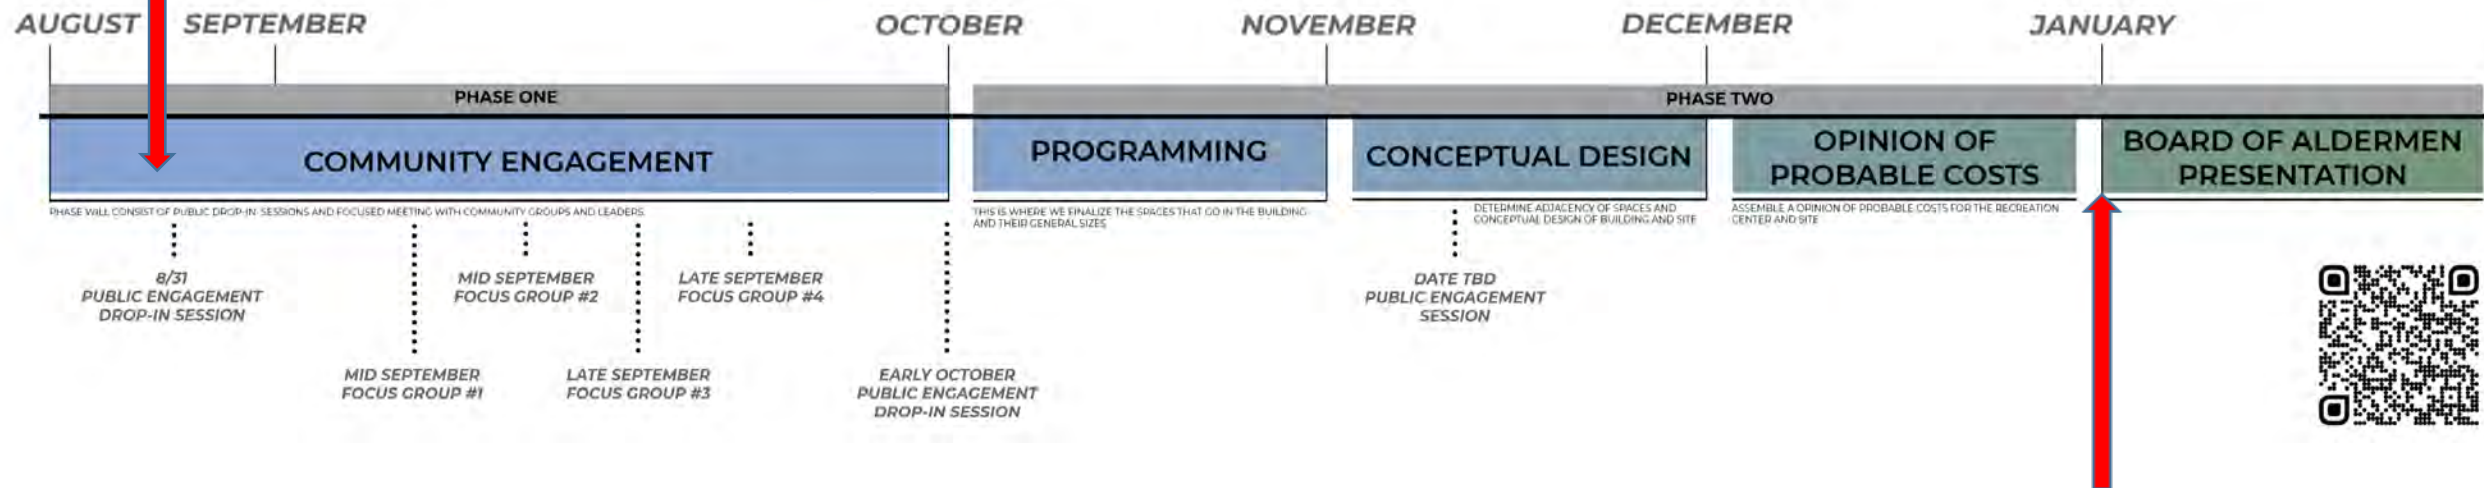 AUGUST SEPTEMBER OCTOBER NOVEMBER DECEMBER JANUARY
PHASE ONE PHASE TWO
COMMUNITY ENGAGEMENT
PROGRAMMING
CONCEPTUAL DESIGN
OPINION OF
PROBABLE COSTS
BOARD OF ALDERMEN
PRESENTATION
PHASE WILL CONSIST OF PUBLIC DROP-IN SESSIONS AND FOCUSED MEETING WITH COMMUNITY GROUPS AND LEADERS
THIS IS WHERE WE FINALIZE THE SPACES THAT GO IN THE BUILDING
AND THEIR GENERAL SIZES
DETERMINE ADJACENCY OF SPACES AND
CONCEPTUAL DESIGN OF BUILDING AND SITE
ASSEMBLE A OPINION OF PROBABLE COSTS FOR THE RECREATION
CENTER AND SITE
8/31
PUBLIC ENGAGEMENT
DROP-IN SESSION
MID SEPTEMBER
FOCUS GROUP #1
MID SEPTEMBER
FOCUS GROUP #2
LATE SEPTEMBER
FOCUS GROUP #3
LATE SEPTEMBER
FOCUS GROUP #4
EARLY OCTOBER
PUBLIC ENGAGEMENT
DROP-IN SESSION
DATE TBD
PUBLIC ENGAGEMENT
SESSION